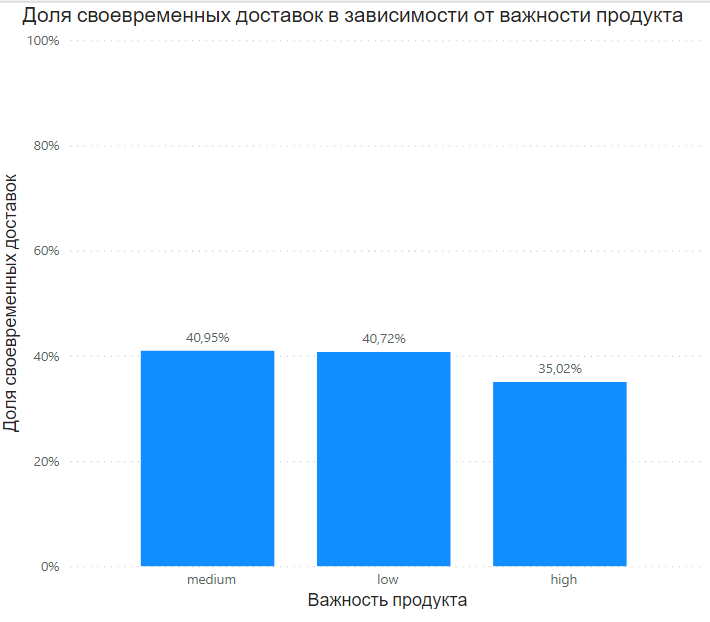 Доля своевременных доставок в зависимости от важности продукта
100%
80%
60%
40%
20%
0%
Доля своевременных доставок
40,95%
40,72%
35,02%
medium
low
high
Важность продукта